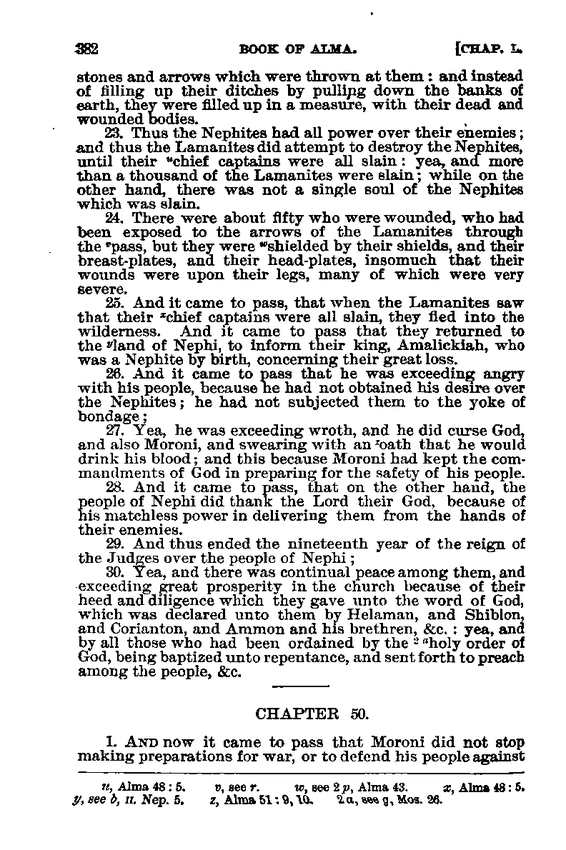 382 BOOK OF ALMA. [CHAP. L.
stones and arrows which were thrown at them : and instead
of filling up their ditches by pulling down the banks of
earth, they were filled up in a measure, with their dead and
wounded bodies.
23. Thus the Nephites had all power over their enemies;
and thus the Lamanites did attempt to destroy the Nephites,
until their ᵘchief captains were all slain : yea, and more
than a thousand of the Lamanites were slain; while on the
other hand, there was not a single soul of the Nephites
which was slain.
24. There were about fifty who were wounded, who had
been exposed to the arrows of the Lamanites through
the ᵛpass, but they were ʷshielded by their shields, and their
breast-plates, and their head-plates, insomuch that their
wounds were upon their legs, many of which were very
severe.
25. And it came to pass, that when the Lamanites saw
that their ˣchief captains were all slain, they fled into the
wilderness. And it came to pass that they returned to
the ʸland of Nephi, to inform their king, Amalickiah, who
was a Nephite by birth, concerning their great loss.
26. And it came to pass that he was exceeding angry
with his people, because he had not obtained his desire over
the Nephites; he had not subjected them to the yoke of
bondage;
27. Yea, he was exceeding wroth, and he did curse God,
and also Moroni, and swearing with an ᶻoath that he would
drink his blood; and this because Moroni had kept the com-
mandments of God in preparing for the safety of his people.
28. And it came to pass, that on the other hand, the
people of Nephi did thank the Lord their God, because of
his matchless power in delivering them from the hands of
their enemies.
29. And thus ended the nineteenth year of the reign of
the Judges over the people of Nephi;
30. Yea, and there was continual peace among them, and
exceeding great prosperity in the church because of their
heed and diligence which they gave unto the word of God,
which was declared unto them by Helaman, and Shiblon,
and Corianton, and Ammon and his brethren, &c. : yea, and
by all those who had been ordained by the ²ᵃholy order of
God, being baptized unto repentance, and sent forth to preach
among the people, &c.
CHAPTER 50.
1. AND now it came to pass that Moroni did not stop
making preparations for war, or to defend his people against
u, Alma 48 : 5. v, see r. w, see 2 p, Alma 43. x, Alma 48 : 5.
y, see b, II. Nep. 5. z, Alma 51 : 9, 10. 2a, see g, Mos. 26.